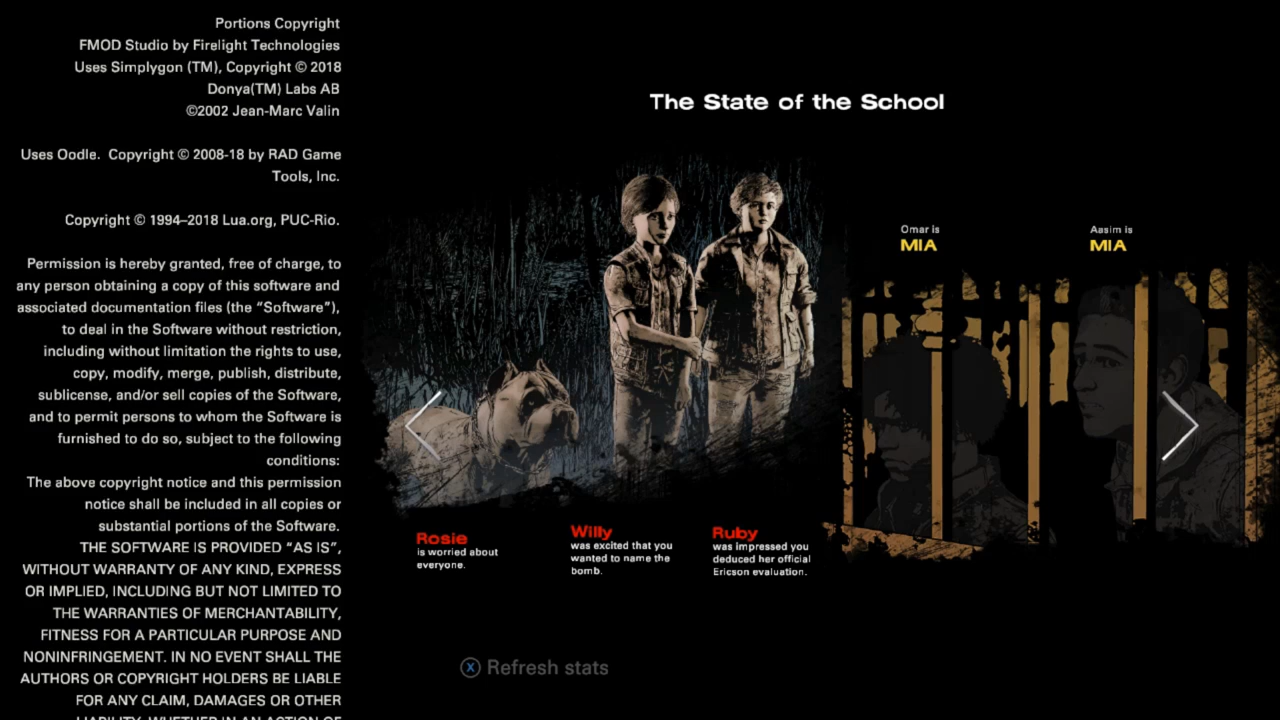 Portions Copyright
FMOD Studio by Firelight Technologies
Uses Simplygon (TM), Copyright © 2018
Donya(TM) Labs AB
©2002 Jean-Marc Valin
Uses Oodle. Copyright © 2008-18 by RAD Game
Tools, Inc.
Copyright © 1994–2018 Lua.org, PUC-Rio.
Permission is hereby granted, free of charge, to
any person obtaining a copy of this software and
associated documentation files (the “Software”),
to deal in the Software without restriction,
including without limitation the rights to use,
copy, modify, merge, publish, distribute,
sublicense, and/or sell copies of the Software,
and to permit persons to whom the Software is
furnished to do so, subject to the following
conditions:
The above copyright notice and this permission
notice shall be included in all copies or
substantial portions of the Software.
THE SOFTWARE IS PROVIDED “AS IS”,
WITHOUT WARRANTY OF ANY KIND, EXPRESS
OR IMPLIED, INCLUDING BUT NOT LIMITED TO
THE WARRANTIES OF MERCHANTABILITY,
FITNESS FOR A PARTICULAR PURPOSE AND
NONINFRINGEMENT. IN NO EVENT SHALL THE
AUTHORS OR COPYRIGHT HOLDERS BE LIABLE
FOR ANY CLAIM, DAMAGES OR OTHER
LIABILITY, WHETHER IN AN ACTION OF
The State of the School
Omar is
MIA
Aasim is
MIA
Rosie
is worried about
everyone.
Willy
was excited that you
wanted to name the
bomb.
Ruby
was impressed you
deduced her official
Ericson evaluation.
X Refresh stats